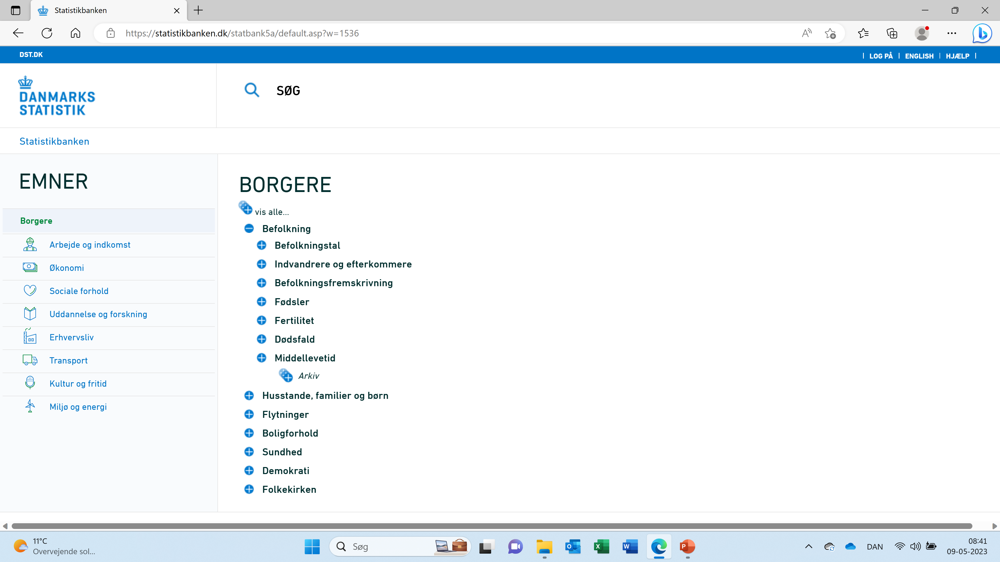 Statistikbanken
https://statistikbanken.dk/statbank5a/default.asp?w=1536
DST.DK
LOG PÅ | ENGLISH | HJÆLP
DANMARKS
STATISTIK
SØG
Statistikbanken
EMNER
Borgere
Arbejde og indkomst
Økonomi
Sociale forhold
Uddannelse og forskning
Erhvervsliv
Transport
Kultur og fritid
Miljø og energi
BORGERE
vis alle...
Befolkning
Befolkningstal
Indvandrere og efterkommere
Befolkningsfremskrivning
Fødsler
Fertilitet
Dødsfald
Middellevetid
Arkiv
Husstande, familier og børn
Flytninger
Boligforhold
Sundhed
Demokrati
Folkekirken
11°C
Overvejende sol...
Søg
DAN
08:41
09-05-2023